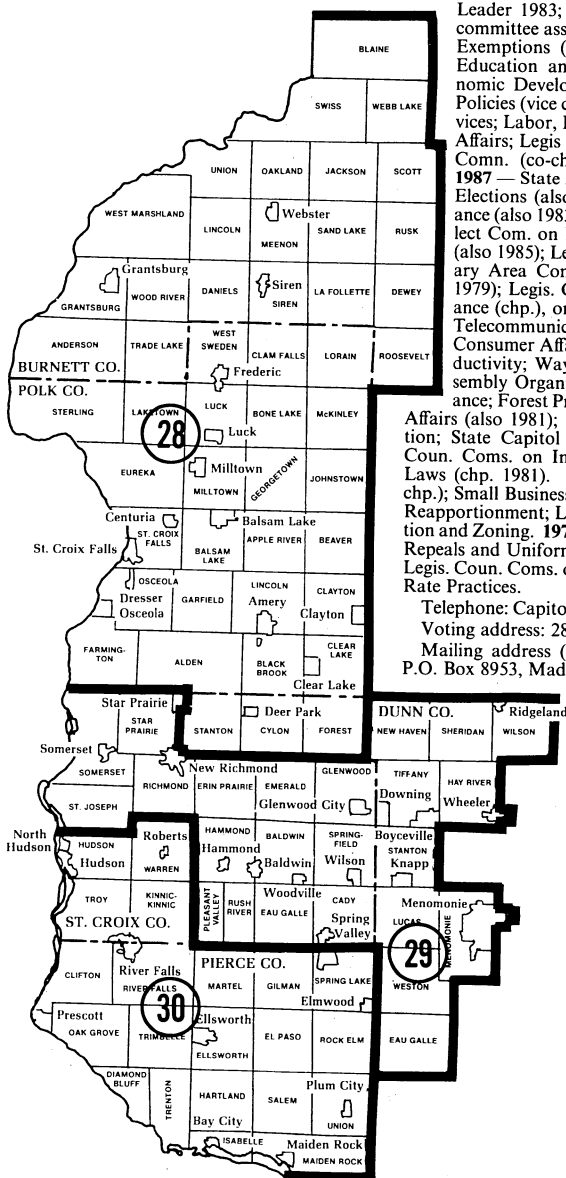 Leader 1983;
committee ass
Exemptions (
Education an
nomic Develo
Policies (vice c
vices; Labor, I
Affairs; Legis
Comn. (co-ch
1987 — State
Elections (also
ance (also 198
lect Com. on
(also 1985); Le
ary Area Con
1979); Legis. C
ance (chp.), or
Telecommunic
Consumer Affa
ductivity; Way
sembly Organ
ance; Forest Pr
Affairs (also 1981);
tion; State Capitol
Coun. Coms. on In
Laws (chp. 1981).
chp.); Small Business
Reapportionment; L
tion and Zoning. 197
Repeals and Uniform
Legis. Coun. Coms. o
Rate Practices.
Telephone: Capito
Voting address: 28
Mailing address (
P.O. Box 8953, Mad
BLAINE
SWISS WEBB LAKE
UNION OAKLAND JACKSON SCOTT
WEST MARSHLAND Webster
LINCOLN MEENON SAND LAKE RUSK
Grantsburg Siren
GRANTSBURG WOOD RIVER DANIELS SIREN LA FOLLETTE DEWEY
ANDERSON TRADE LAKE WEST SWEDEN CLAM FALLS LORAIN ROOSEVELT
BURNETT CO.
Frederic
POLK CO.
STERLING LAKETOWN LUCK BONE LAKE McKINLEY
28 Luck
EUREKA Milltown
MILLTOWN GEORGETOWN JOHNSTOWN
Centuria Balsam Lake
St. Croix Falls ST. CROIX FALLS BALSAM LAKE APPLE RIVER BEAVER
OSCEOLA LINCOLN CLAYTON
Dresser GARFIELD Amery
Osceola Clayton
FARMING-
TON ALDEN BLACK BROOK CLEAR LAKE
Clear Lake
Star Prairie
STAR PRAIRIE STANTON Deer Park CYLON FOREST
DUNN CO. Ridgeland
NEW HAVEN SHERIDAN WILSON
Somerset
SOMERSET New Richmond GLENWOOD TIFFANY HAY RIVER
RICHMOND ERIN PRAIRIE EMERALD Downing
ST. JOSEPH Glenwood City Wheeler
North Hudson
HUDSON Roberts HAMMOND BALDWIN SPRING-
FIELD Boyceville
Hudson WARREN Hammond Baldwin Wilson STANTON
Knapp
TROY KINNIC-
KINNIC PLEASANT VALLEY RUSH RIVER Woodville CADY Menomonie
EAU GALLE LUCAS MENOMONIE
ST. CROIX CO. Spring Valley
29
River Falls PIERCE CO.
CLIFTON RIVER FALLS MARTEL GILMAN SPRING LAKE WESTON
30 Elmwood
Prescott
OAK GROVE TRIMBELLE Ellsworth ELLSWORTH EL PASO ROCK ELM EAU GALLE
DIAMOND BLUFF TRENTON HARTLAND SALEM Plum City
UNION
Bay City
ISABELLE Maiden Rock
MAIDEN ROCK